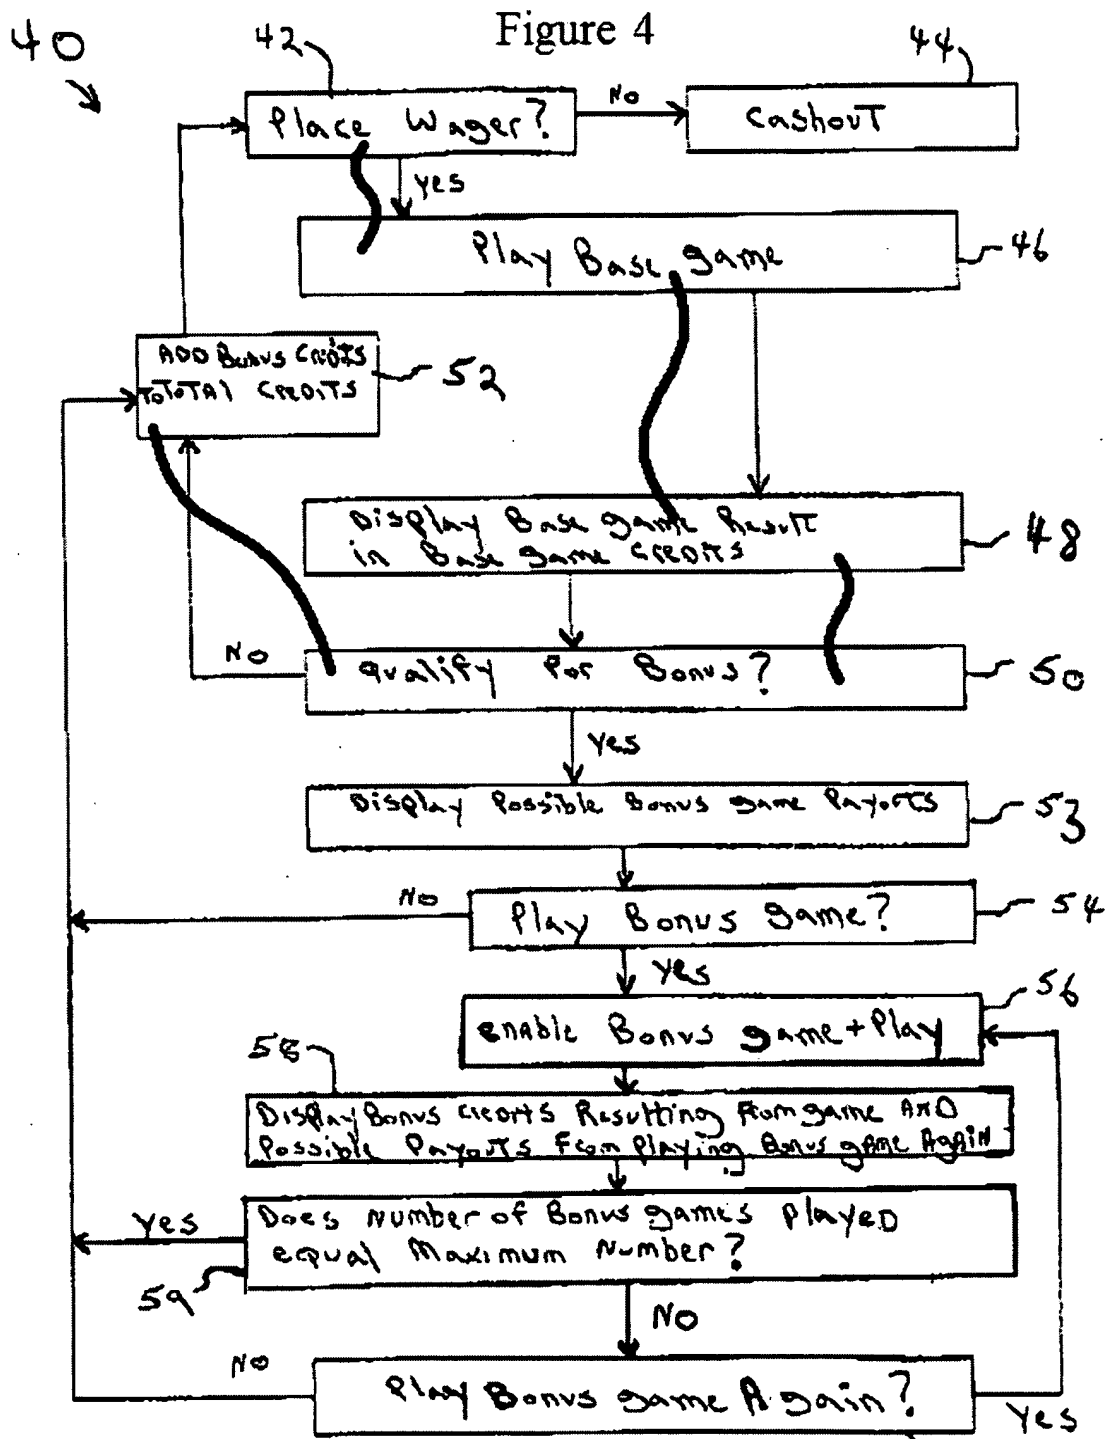 Figure 4
40
42
44
Place Wager?
No
CashouT
Yes
Play Base game
46
ADD Bonus Credits
To ToTAl CREDITS
52
Display Base game Result
in Base game CREDITS
48
No
Qualify For Bonus?
50
Yes
Display Possible Bonus game Payouts
53
No
Play Bonus game?
54
Yes
56
enable Bonus game + Play
58
Display Bonus Credits Resulting From game AND
Possible Payouts From Playing Bonus gAme AgAiN
Yes
Does Number of Bonus games Played
equal Maximum Number?
59
No
No
Play Bonus game Again?
Yes